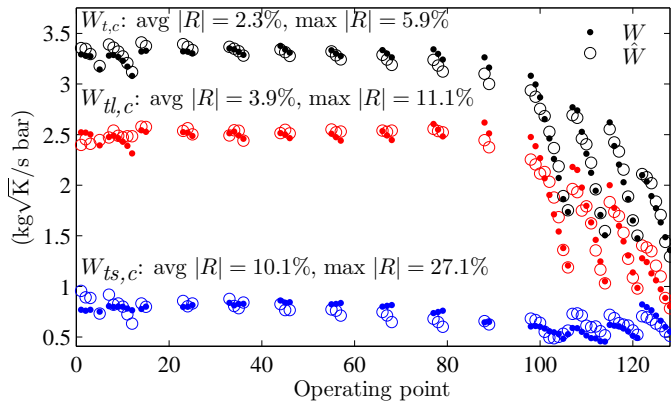 W_{t,c}: avg |R| = 2.3%, max |R| = 5.9%
W
Ŵ
W_{tl,c}: avg |R| = 3.9%, max |R| = 11.1%
W_{ts,c}: avg |R| = 10.1%, max |R| = 27.1%
3.5
3
2.5
2
1.5
1
0.5
(kg√K/s bar)
0
20
40
60
80
100
120
Operating point